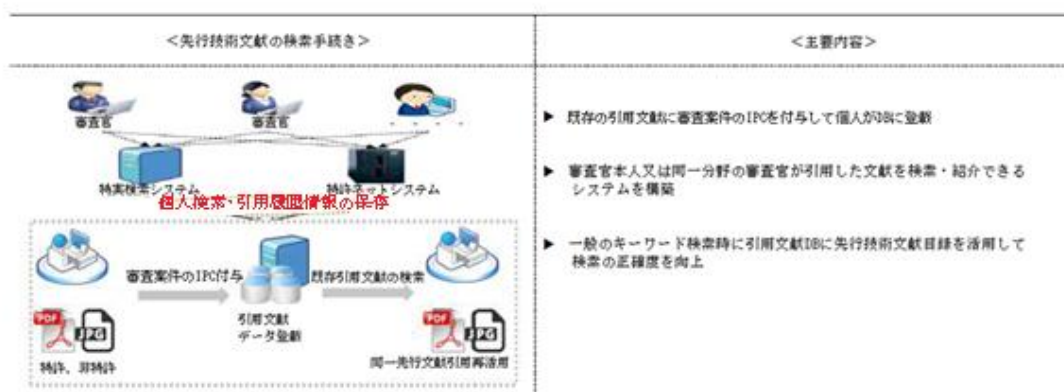 ＜先行技術文献の検索手続き＞
＜主要内容＞
審査官
審査官
特実検索システム
特許ネットシステム
個人検索・引用履歴情報の保存
審査案件のIPC付与
既存引用文献の検索
引用文献
データ登載
PDF
JPG
特許、非特許
PDF
JPG
同一先行文献引用再活用
▶ 既存の引用文献に審査案件のIPCを付与して個人がDBに登載
▶ 審査官本人又は同一分野の審査官が引用した文献を検索・紹介できる
システムを構築
▶ 一般のキーワード検索時に引用文献DBに先行技術文献目録を活用して
検索の正確度を向上